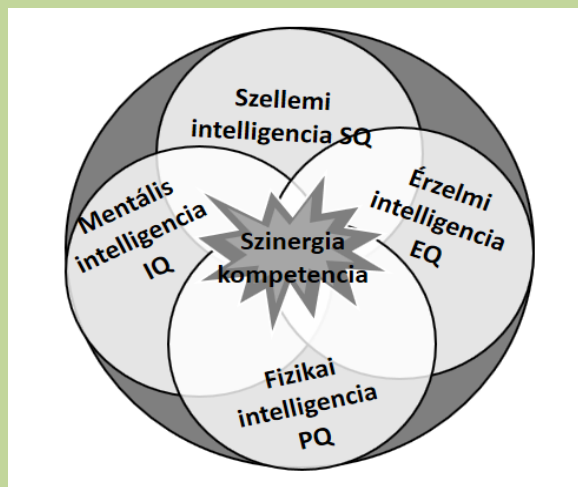 Szellemi
intelligencia SQ
Mentális
intelligencia
IQ
Érzelmi
intelligencia
EQ
Szinergia
kompetencia
Fizikai
intelligencia
PQ